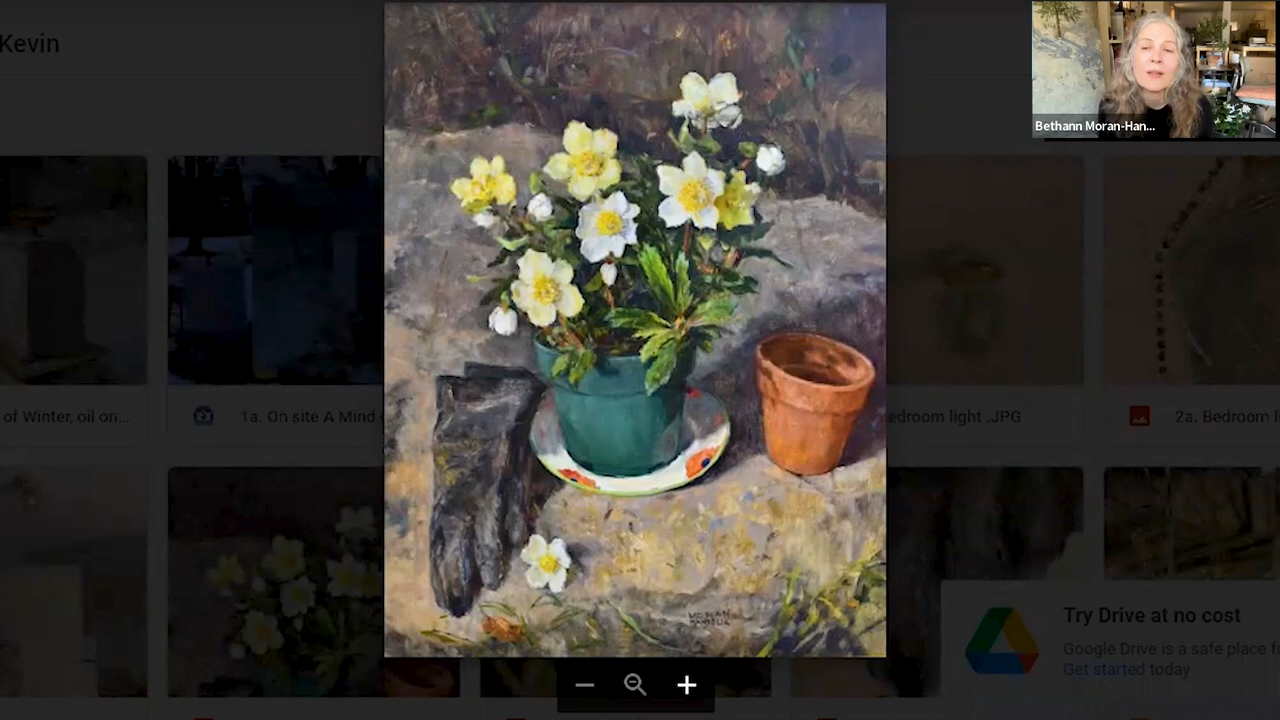 Kevin
Bethann Moran-Han...
of Winter, oil on...
1a. On site A Mind
edroom light .JPG
2a. Bedroom
MORAN
Try Drive at no cost
Google Drive is a safe place f
Get started today